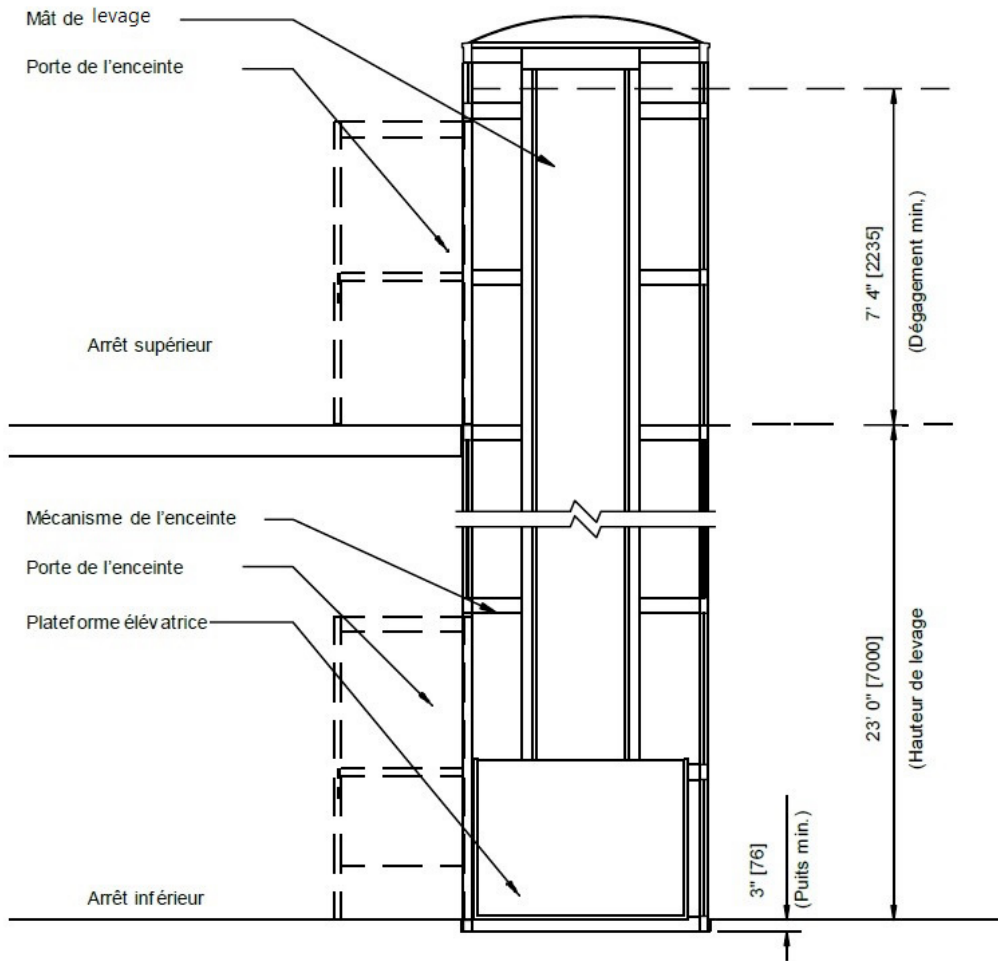 Mât de levage
Porte de l'enceinte
Arrêt supérieur
Mécanisme de l'enceinte
Porte de l'enceinte
Plateforme élévatrice
Arrêt inférieur
7' 4" [2235]
(Dégagement min,)
23' 0" [7000]
(Hauteur de levage
3" [76]
(Puits min.)